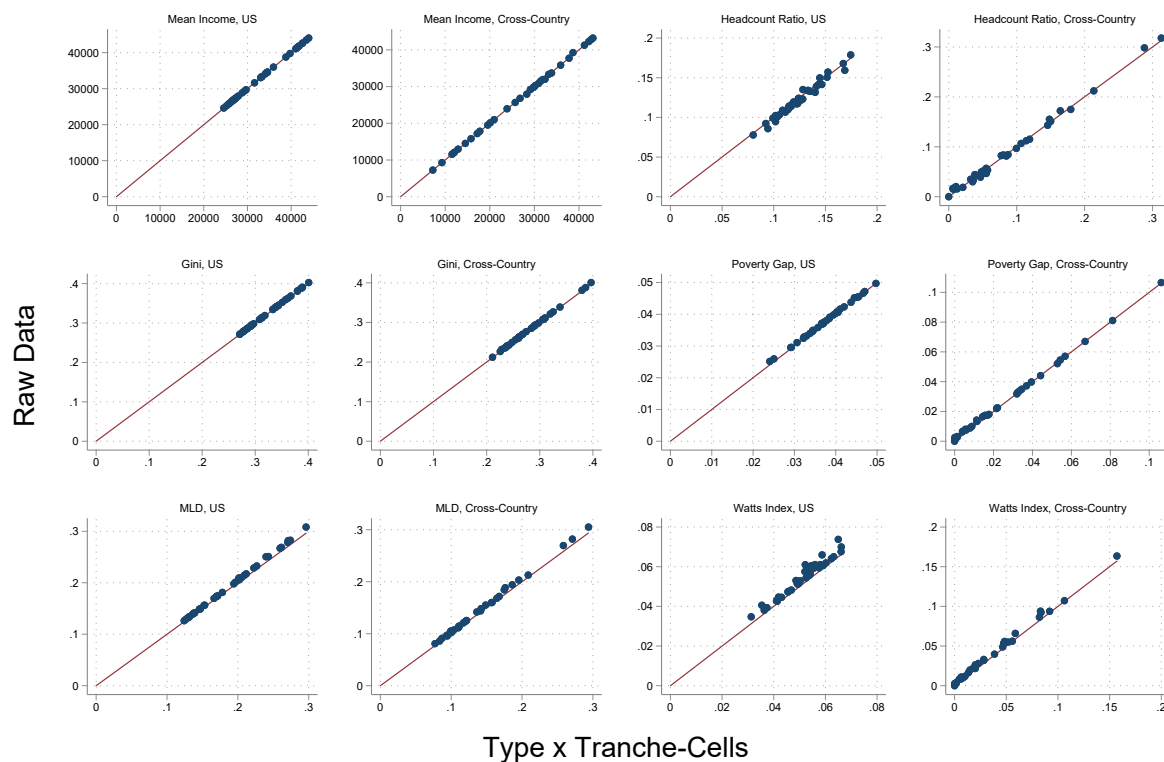 Mean Income, US
Mean Income, Cross-Country
Headcount Ratio, US
Headcount Ratio, Cross-Country
40000
30000
20000
10000
0
0 10000 20000 30000 40000
40000
30000
20000
10000
0
0 10000 20000 30000 40000
.2
.15
.1
.05
0
0 .05 .1 .15 .2
.3
.2
.1
0
0 .1 .2 .3
Raw Data
Gini, US
Gini, Cross-Country
Poverty Gap, US
Poverty Gap, Cross-Country
.4
.3
.2
.1
0
0 .1 .2 .3 .4
.4
.3
.2
.1
0
0 .1 .2 .3 .4
.05
.04
.03
.02
.01
0
0 .01 .02 .03 .04 .05
.1
.08
.06
.04
.02
0
0 .02 .04 .06 .08 .1
MLD, US
MLD, Cross-Country
Watts Index, US
Watts Index, Cross-Country
.3
.2
.1
0
0 .1 .2 .3
.3
.2
.1
0
0 .1 .2 .3
.08
.06
.04
.02
0
0 .02 .04 .06 .08
.2
.15
.1
.05
0
0 .05 .1 .15 .2
Type x Tranche-Cells